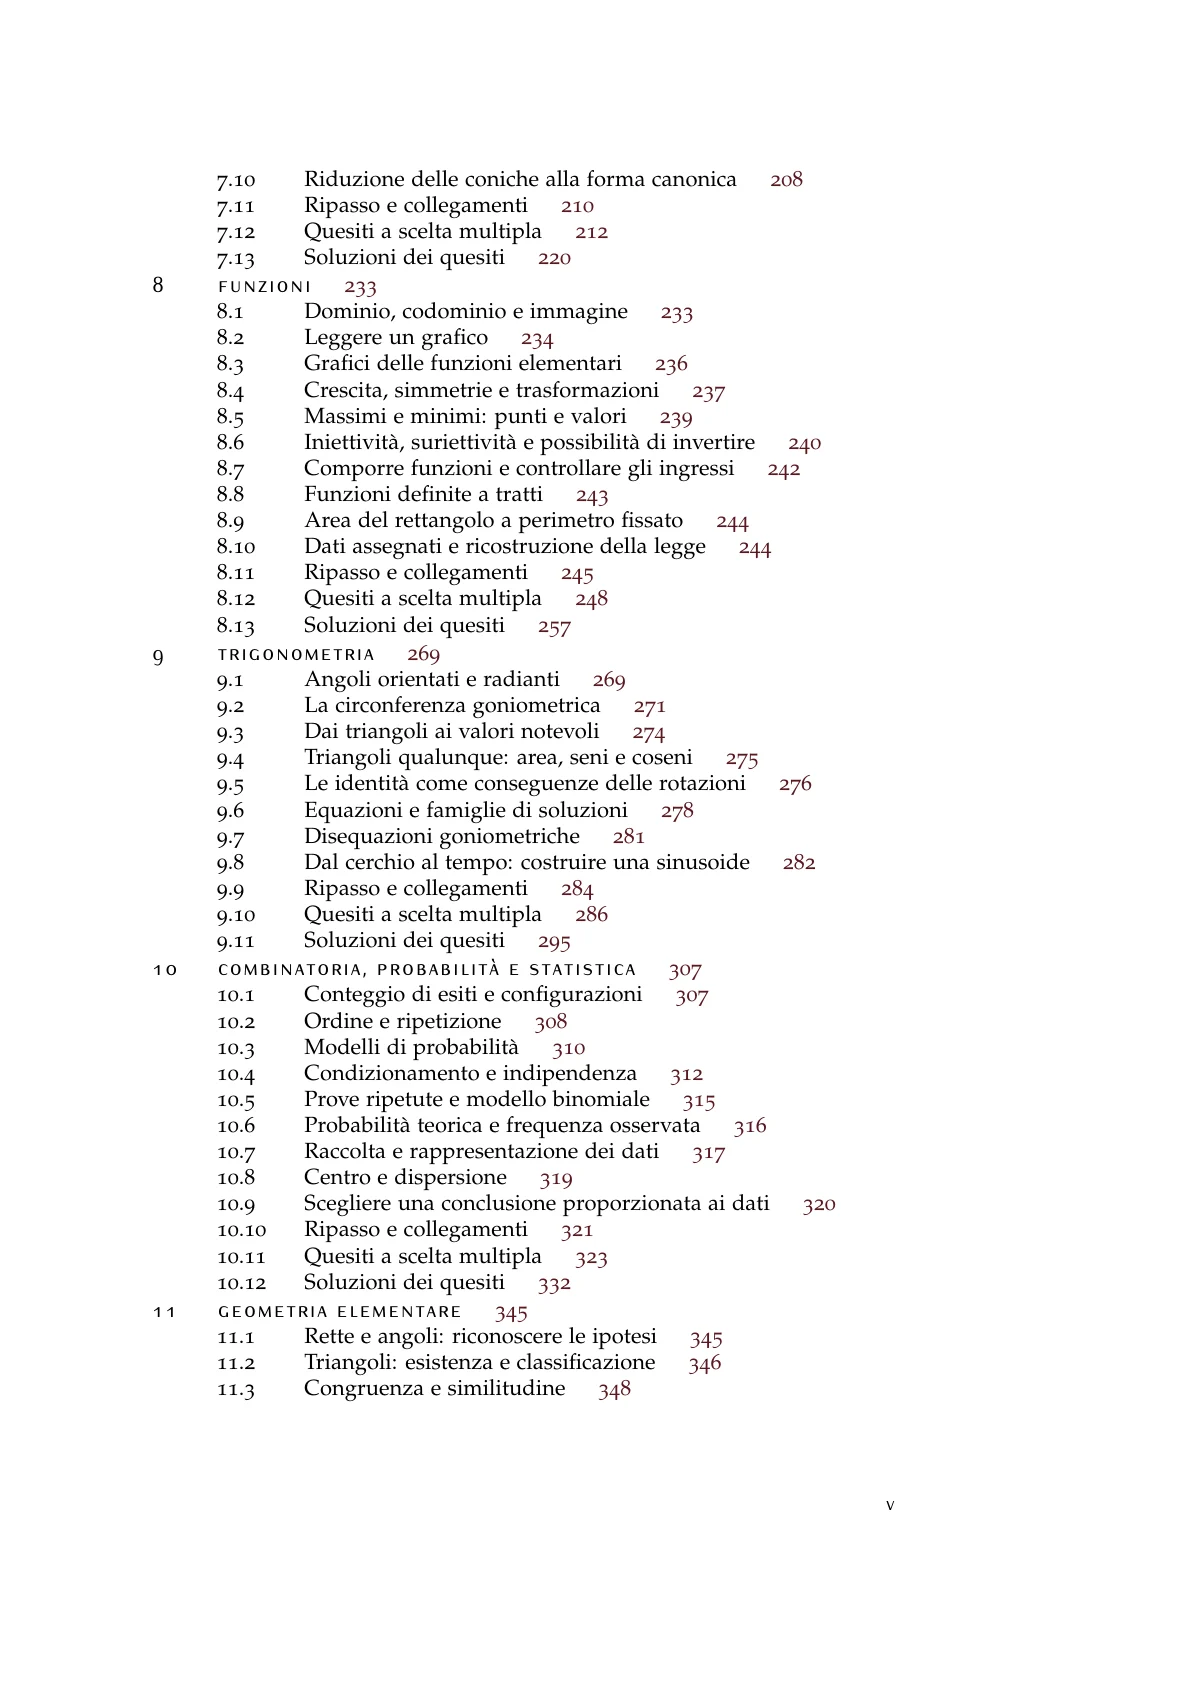 7.10 Riduzione delle coniche alla forma canonica 208
7.11 Ripasso e collegamenti 210
7.12 Quesiti a scelta multipla 212
7.13 Soluzioni dei quesiti 220
8 FUNZIONI 233
8.1 Dominio, codominio e immagine 233
8.2 Leggere un grafico 234
8.3 Grafici delle funzioni elementari 236
8.4 Crescita, simmetrie e trasformazioni 237
8.5 Massimi e minimi: punti e valori 239
8.6 Iniettività, suriettività e possibilità di invertire 240
8.7 Comporre funzioni e controllare gli ingressi 242
8.8 Funzioni definite a tratti 243
8.9 Area del rettangolo a perimetro fissato 244
8.10 Dati assegnati e ricostruzione della legge 244
8.11 Ripasso e collegamenti 245
8.12 Quesiti a scelta multipla 248
8.13 Soluzioni dei quesiti 257
9 TRIGONOMETRIA 269
9.1 Angoli orientati e radianti 269
9.2 La circonferenza goniometrica 271
9.3 Dai triangoli ai valori notevoli 274
9.4 Triangoli qualunque: area, seni e coseni 275
9.5 Le identità come conseguenze delle rotazioni 276
9.6 Equazioni e famiglie di soluzioni 278
9.7 Disequazioni goniometriche 281
9.8 Dal cerchio al tempo: costruire una sinusoide 282
9.9 Ripasso e collegamenti 284
9.10 Quesiti a scelta multipla 286
9.11 Soluzioni dei quesiti 295
10 COMBINATORIA, PROBABILITÀ E STATISTICA 307
10.1 Conteggio di esiti e configurazioni 307
10.2 Ordine e ripetizione 308
10.3 Modelli di probabilità 310
10.4 Condizionamento e indipendenza 312
10.5 Prove ripetute e modello binomiale 315
10.6 Probabilità teorica e frequenza osservata 316
10.7 Raccolta e rappresentazione dei dati 317
10.8 Centro e dispersione 319
10.9 Scegliere una conclusione proporzionata ai dati 320
10.10 Ripasso e collegamenti 321
10.11 Quesiti a scelta multipla 323
10.12 Soluzioni dei quesiti 332
11 GEOMETRIA ELEMENTARE 345
11.1 Rette e angoli: riconoscere le ipotesi 345
11.2 Triangoli: esistenza e classificazione 346
11.3 Congruenza e similitudine 348
v